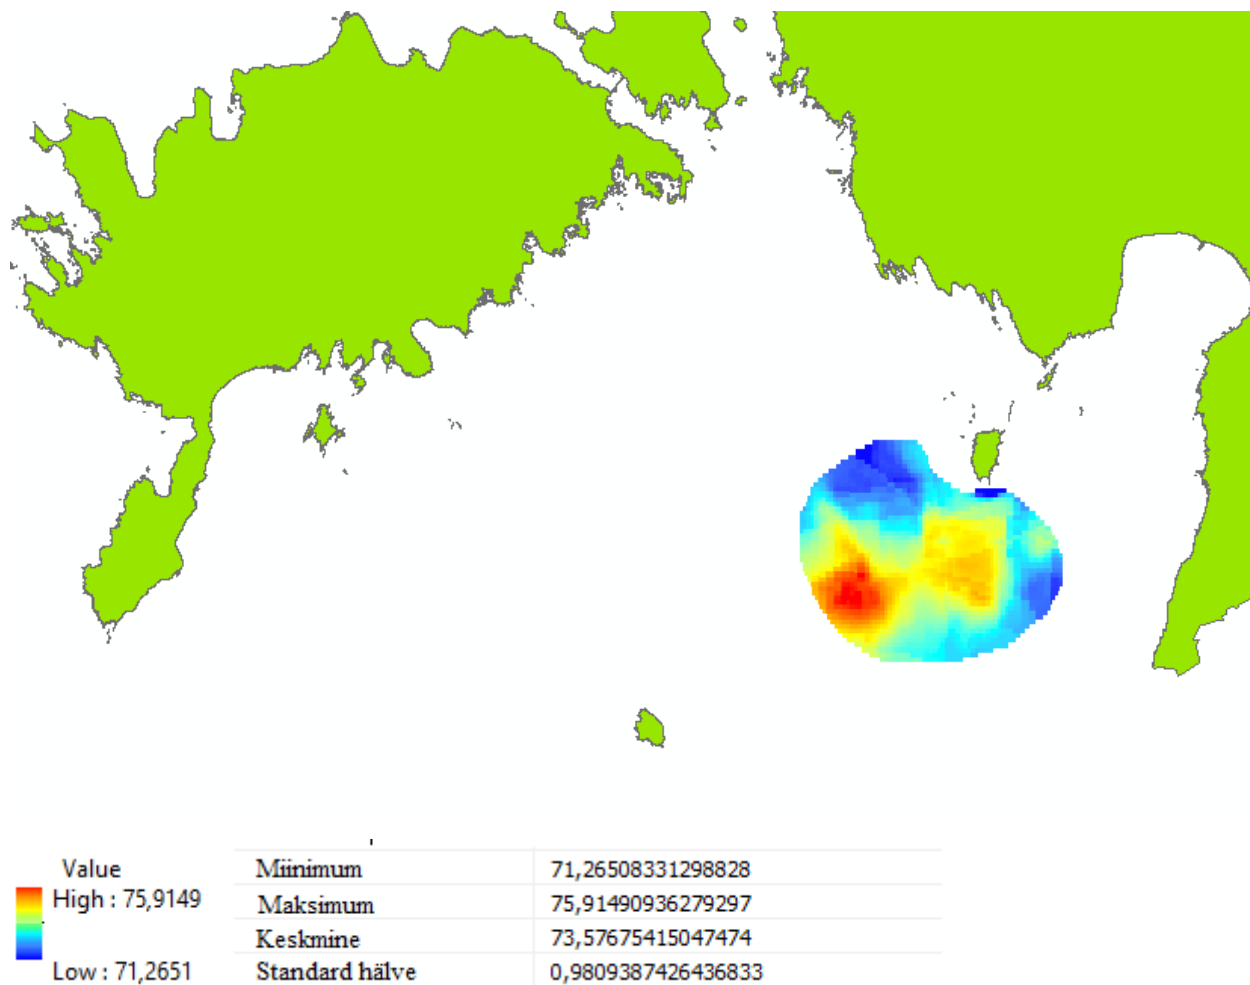 Value
High : 75,9149
Low : 71,2651
Miinimum 71,26508331298828
Maksimum 75,91490936279297
Keskmine 73,57675415047474
Standard hälve 0,9809387426436833